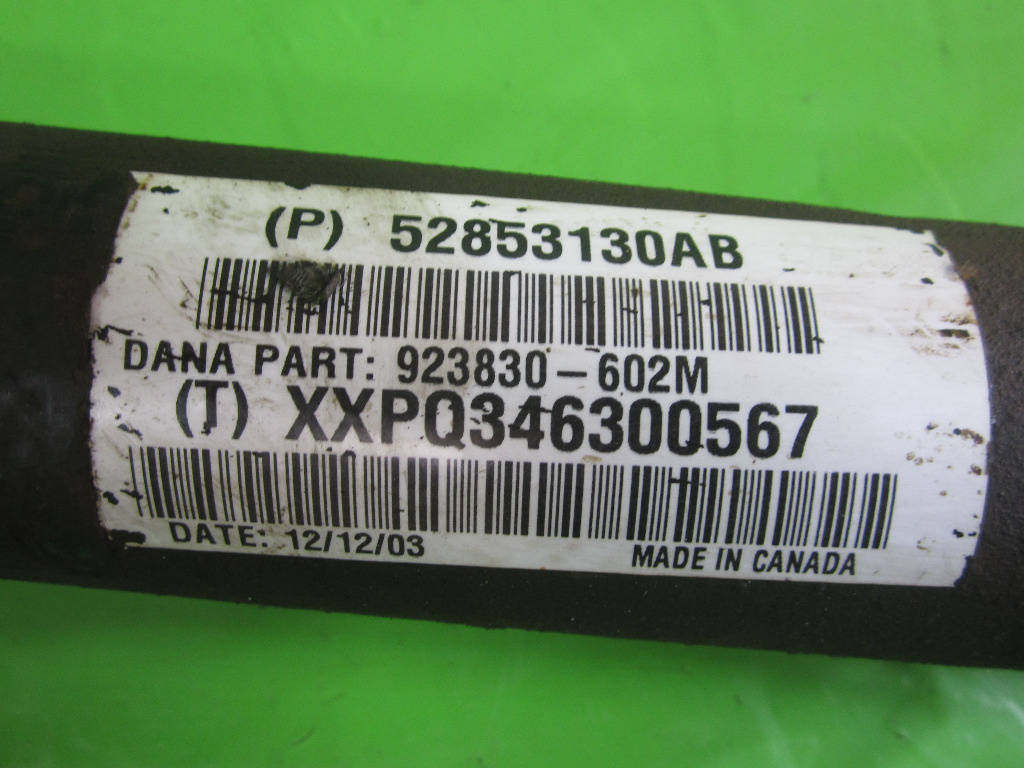 (P) 52853130AB
DANA PART: 923830-602M
(T) XXPQ346300567
DATE: 12/12/03
MADE IN CANADA